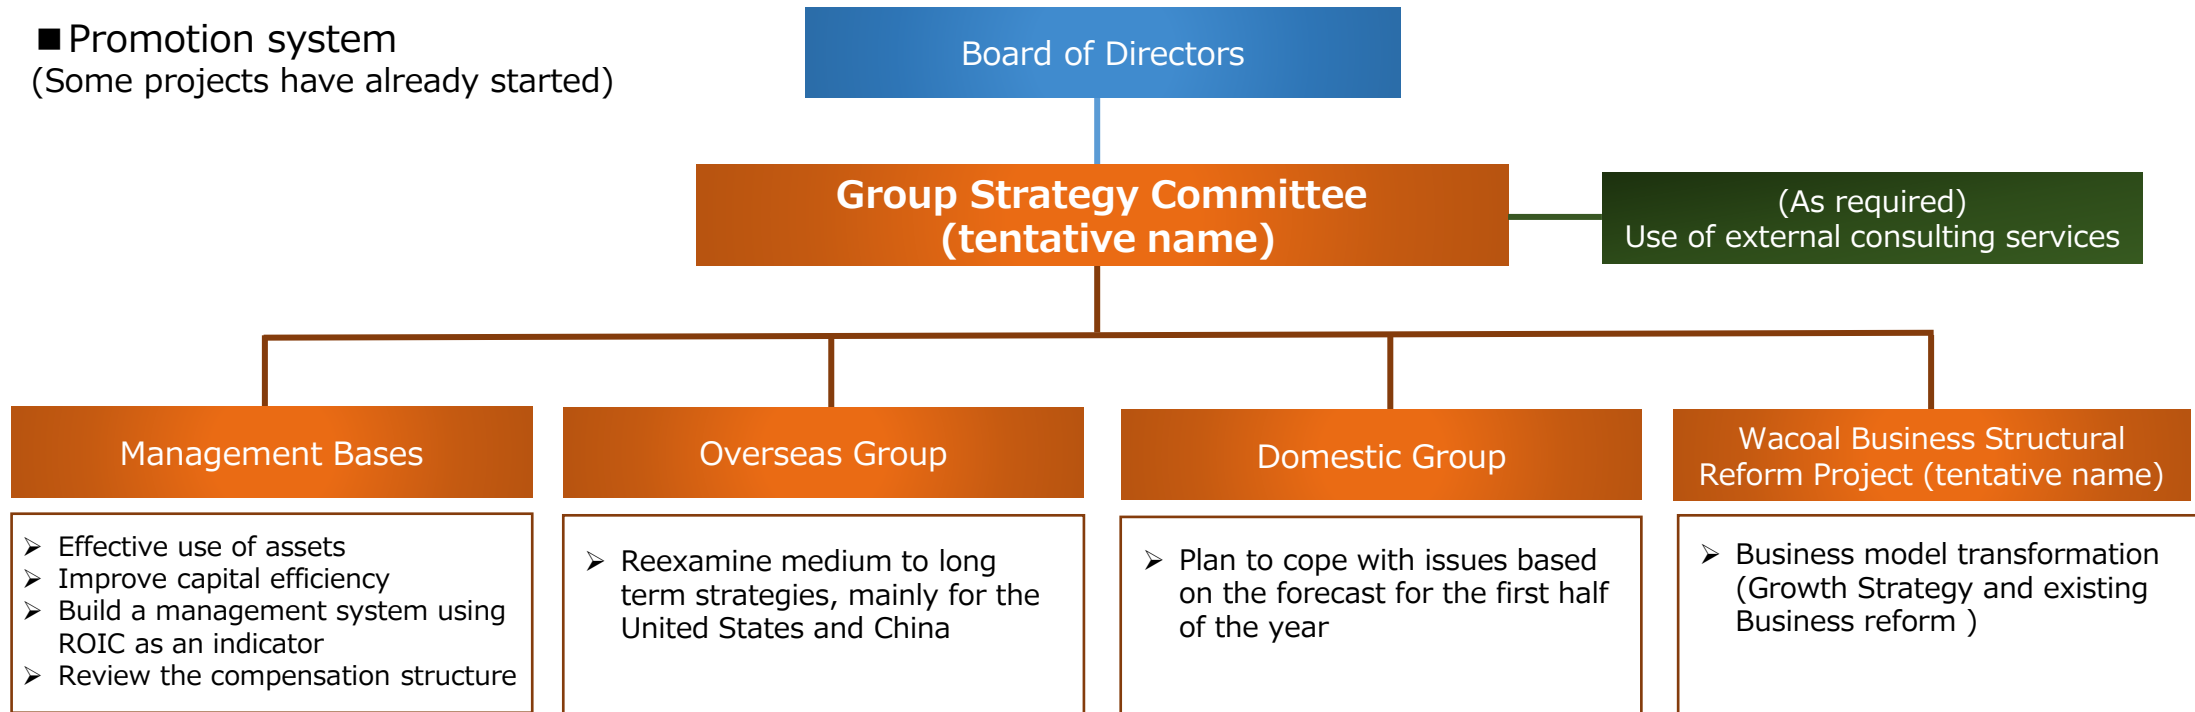 ■Promotion system
(Some projects have already started)
Board of Directors
Group Strategy Committee
(tentative name)
(As required)
Use of external consulting services
Management Bases
➢ Effective use of assets
➢ Improve capital efficiency
➢ Build a management system using
ROIC as an indicator
➢ Review the compensation structure
Overseas Group
➢ Reexamine medium to long
term strategies, mainly for the
United States and China
Domestic Group
➢ Plan to cope with issues based
on the forecast for the first half
of the year
Wacoal Business Structural
Reform Project (tentative name)
➢ Business model transformation
(Growth Strategy and existing
Business reform )